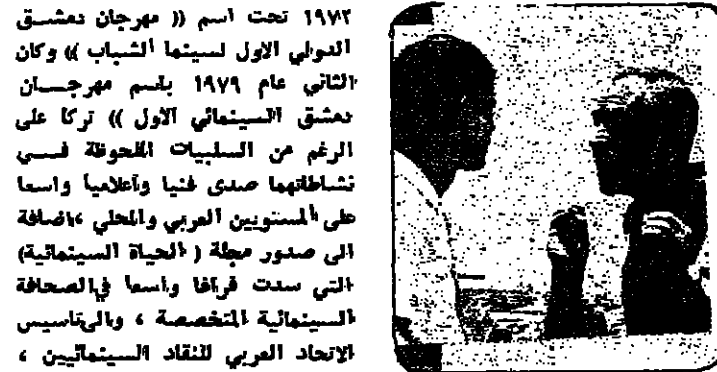 ١٩٧٢ تحت اسم (( مهرجان دمشق
الدولي الاول لسينما الشباب )) وكان
الثاني عام ١٩٧٩ باسم مهرجان
دمشق السينمائي الاول )) تركا على
الرغم من السلبيات الملحوظة في
نشاطاتهما صدى فنيا واعلامياً واسعا
على المستويين العربي والمحلي ،اضافة
الى صدور مجلة ( الحياة السينمائية)
التي سدت فراغا واسعا في الصحافة
السينمائية المتخصصة ، والى تاسيس
الاتحاد العربي للنقاد السينمائيين ،